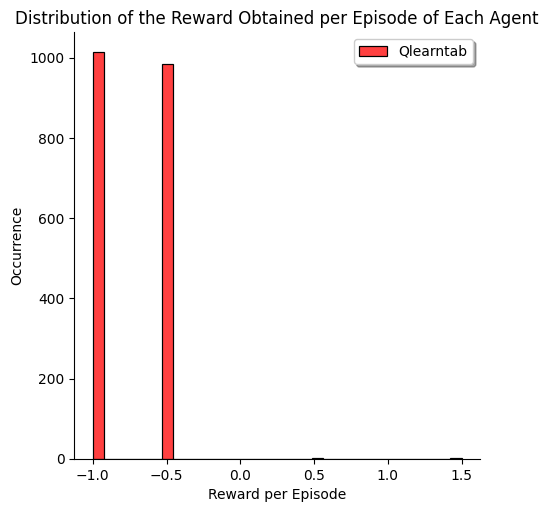 Distribution of the Reward Obtained per Episode of Each Agent
Qlearntab
Occurrence
1000
800
600
400
200
0
−1.0 −0.5 0.0 0.5 1.0 1.5
Reward per Episode